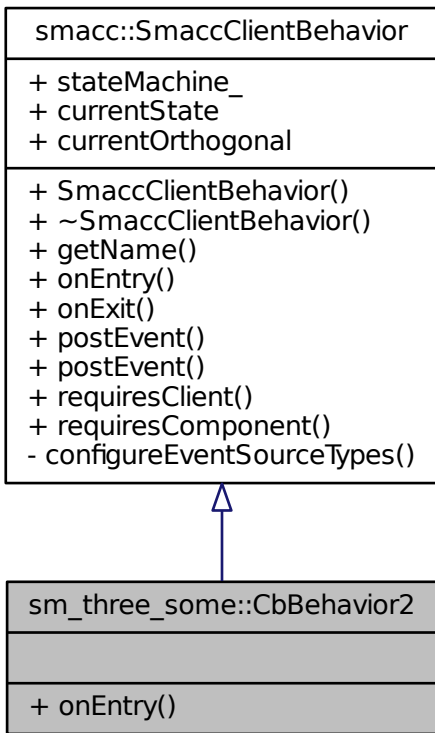 smacc::SmaccClientBehavior
+ stateMachine_
+ currentState
+ currentOrthogonal
+ SmaccClientBehavior()
+ ~SmaccClientBehavior()
+ getName()
+ onEntry()
+ onExit()
+ postEvent()
+ postEvent()
+ requiresClient()
+ requiresComponent()
- configureEventSourceTypes()
sm_three_some::CbBehavior2
+ onEntry()